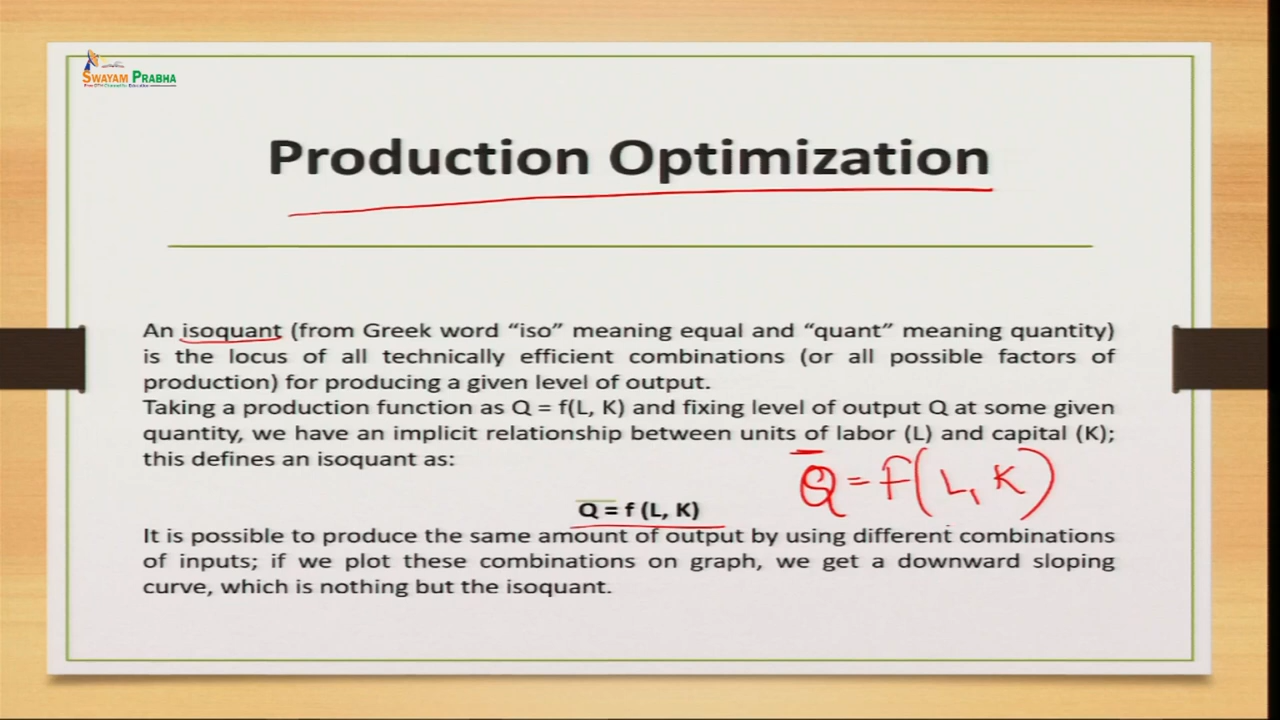 SWAYAM PRABHA
Production Optimization
An isoquant (from Greek word “iso” meaning equal and “quant” meaning quantity)
is the locus of all technically efficient combinations (or all possible factors of
production) for producing a given level of output.
Taking a production function as Q = f(L, K) and fixing level of output Q at some given
quantity, we have an implicit relationship between units of labor (L) and capital (K);
this defines an isoquant as:
Q̅ = f(L, K)
Q̅ = f (L, K)
It is possible to produce the same amount of output by using different combinations
of inputs; if we plot these combinations on graph, we get a downward sloping
curve, which is nothing but the isoquant.